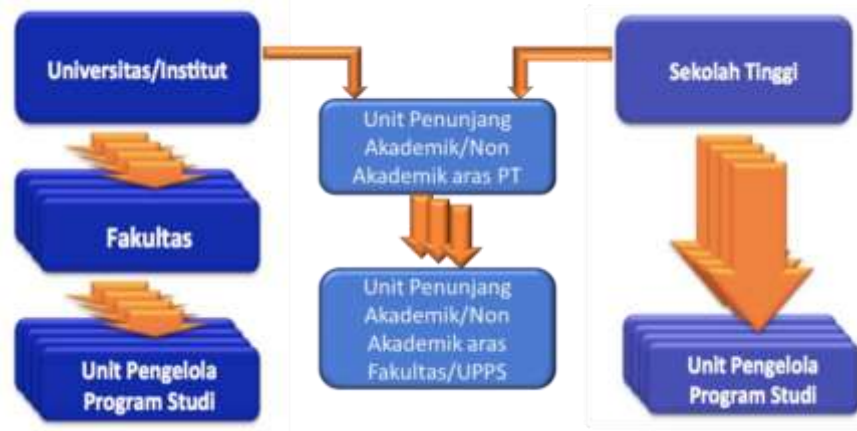 Universitas/Institut
Fakultas
Unit Pengelola
Program Studi
Unit Penunjang
Akademik/Non
Akademik aras PT
Unit Penunjang
Akademik/Non
Akademik aras
Fakultas/UPPS
Sekolah Tinggi
Unit Pengelola
Program Studi